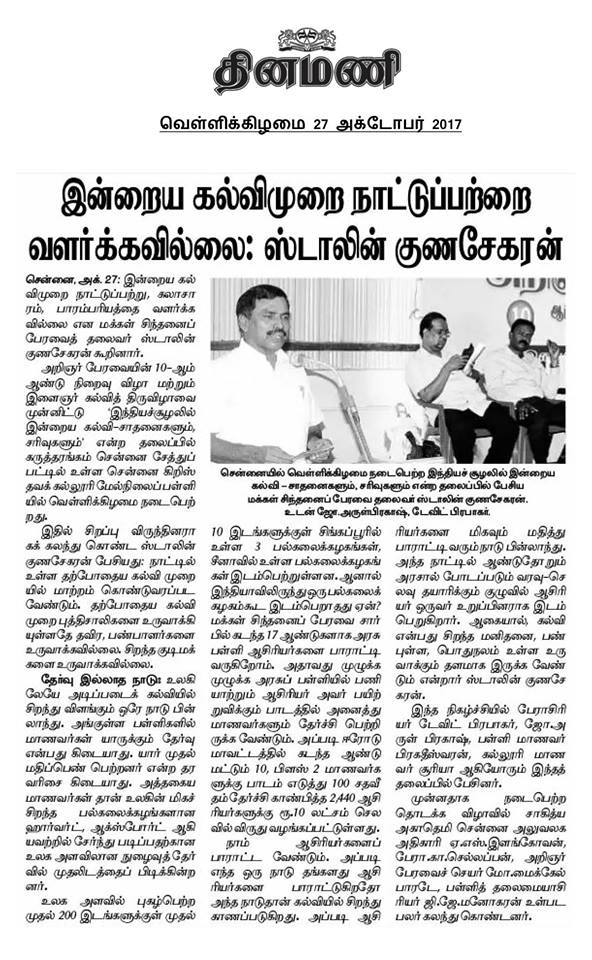 தினமணி
வெள்ளிக்கிழமை 27 அக்டோபர் 2017
இன்றைய கல்விமுறை நாட்டுப்பற்றை
வளர்க்கவில்லை: ஸ்டாலின் குணசேகரன்
சென்னை, அக். 27: இன்றைய கல்
விமுறை நாட்டுப்பற்று, கலாசா
ரம், பாரம்பரியத்தை வளர்க்க
வில்லை என மக்கள் சிந்தனைப்
பேரவைத் தலைவர் ஸ்டாலின்
குணசேகரன் கூறினார்.
அறிஞர் பேரவையின் 10-ஆம்
ஆண்டு நிறைவு விழா மற்றும்
இளைஞர் கல்வித் திருவிழாவை
முன்னிட்டு 'இந்தியச்சூழலில்
இன்றைய கல்வி-சாதனைகளும்,
சரிவுகளும்' என்ற தலைப்பில்
கருத்தரங்கம் சென்னை சேத்துப்
பட்டில் உள்ள சென்னை கிறிஸ்
தவக் கல்லூரி மேல்நிலைப்பள்ளி
யில் வெள்ளிக்கிழமை நடைபெற்
றது.
இதில் சிறப்பு விருந்தினரா
கக் கலந்து கொண்ட ஸ்டாலின்
குணசேகரன் பேசியது: நாட்டில்
உள்ள தற்போதைய கல்வி முறை
யில் மாற்றம் கொண்டுவரப்பட
வேண்டும். தற்போதைய கல்வி
முறை புத்திசாலிகளை உருவாக்கி
யுள்ளதே தவிர, பண்பாளர்களை
உருவாக்கவில்லை. சிறந்த குடிமக்
களை உருவாக்கவில்லை.
தேர்வு இல்லாத நாடு: உலகி
லேயே அடிப்படைக் கல்வியில்
சிறந்து விளங்கும் ஒரே நாடு பின்
லாந்து. அங்குள்ள பள்ளிகளில்
மாணவர்கள் யாருக்கும் தேர்வு
என்பது கிடையாது. யார் முதல்
மதிப்பெண் பெற்றனர் என்ற தர
வரிசை கிடையாது. அத்தகைய
மாணவர்கள் தான் உலகின் மிகச்
சிறந்த பல்கலைக்கழகங்களான
ஹார்வர்ட், ஆக்ஸ்போர்ட் ஆகி
யவற்றில் சேர்ந்து படிப்பதற்கான
உலக அளவிலான நுழைவுத் தேர்
வில் முதலிடத்தைப் பிடிக்கின்ற
னர்.
உலக அளவில் புகழ்பெற்ற
முதல் 200 இடங்களுக்குள் முதல்
சென்னையில் வெள்ளிக்கிழமை நடைபெற்ற இந்தியச் சூழலில் இன்றைய
கல்வி – சாதனைகளும், சரிவுகளும் என்ற தலைப்பில் பேசிய
மக்கள் சிந்தனைப் பேரவை தலைவர் ஸ்டாலின் குணசேகரன்.
உடன் ஜோ.அருள்பிரகாஷ், டேவிட் பிரபாகர்.
10 இடங்களுக்குள் சிங்கப்பூரில்
உள்ள 3 பல்கலைக்கழகங்கள்,
சீனாவில் உள்ள பல்கலைக்கழகங்
கள் இடம்பெற்றுள்ளன. ஆனால்
இந்தியாவிலிருந்து ஒரு பல்கலைக்
கழகம்கூட இடம்பெறாதது ஏன்?
மக்கள் சிந்தனைப் பேரவை சார்
பில் கடந்த 17 ஆண்டுகளாக அரசு
பள்ளி ஆசிரியர்களை பாராட்டி
வருகிறோம். அதாவது முழுக்க
முழுக்க அரசுப் பள்ளியில் பணி
யாற்றும் ஆசிரியர் அவர் பயிற்
றுவிக்கும் பாடத்தில் அனைத்து
மாணவர்களும் தேர்ச்சி பெற்றி
ருக்க வேண்டும். அப்படி ஈரோடு
மாவட்டத்தில் கடந்த ஆண்டு
மட்டும் 10, பிளஸ் 2 மாணவர்க
ளுக்கு பாடம் எடுத்து 100 சதவீ
தம் தேர்ச்சி காண்பித்த 2,440 ஆசி
ரியர்களுக்கு ரூ.10 லட்சம் செல
வில் விருது வழங்கப்பட்டுள்ளது.
நாம் ஆசிரியர்களைப்
பாராட்ட வேண்டும். அப்படி
எந்த ஒரு நாடு தங்களது ஆசி
ரியர்களை பாராட்டுகிறதோ
அந்த நாடுதான் கல்வியில் சிறந்து
காணப்படுகிறது. அப்படி ஆசி
ரியர்களை மிகவும் மதித்து
பாராட்டி வரும் நாடு பின்லாந்து.
அந்த நாட்டில் ஆண்டுதோறும்
அரசால் போடப்படும் வரவு-செ
லவு தயாரிக்கும் குழுவில் ஆசிரி
யர் ஒருவர் உறுப்பினராக இடம்
பெறுகிறார். ஆகையால், கல்வி
என்பது சிறந்த மனிதனை, பண்
புள்ள, பொதுநலம் உள்ள உரு
வாக்கும் தளமாக இருக்க வேண்
டும் என்றார் ஸ்டாலின் குணசே
கரன்.
இந்த நிகழ்ச்சியில் பேராசிரி
யர் டேவிட் பிரபாகர், ஜோ.அ
ருள் பிரகாஷ், பள்ளி மாணவர்
பிரகதீஸ்வரன், கல்லூரி மாண
வர் சூரியா ஆகியோரும் இந்தத்
தலைப்பில் பேசினர்.
முன்னதாக நடைபெற்ற
தொடக்க விழாவில் சாகித்ய
அகாதெமி சென்னை அலுவலக
அதிகாரி ஏ.எஸ்.இளங்கோவன்,
பேரா.கா.செல்லப்பன், அறிஞர்
பேரவைச் செயர் மோ.மைக்கேல்
பாரடே, பள்ளித் தலைமையாசி
ரியர் ஜி.ஜே.மனோகரன் உள்பட
பலர் கலந்து கொண்டனர்.